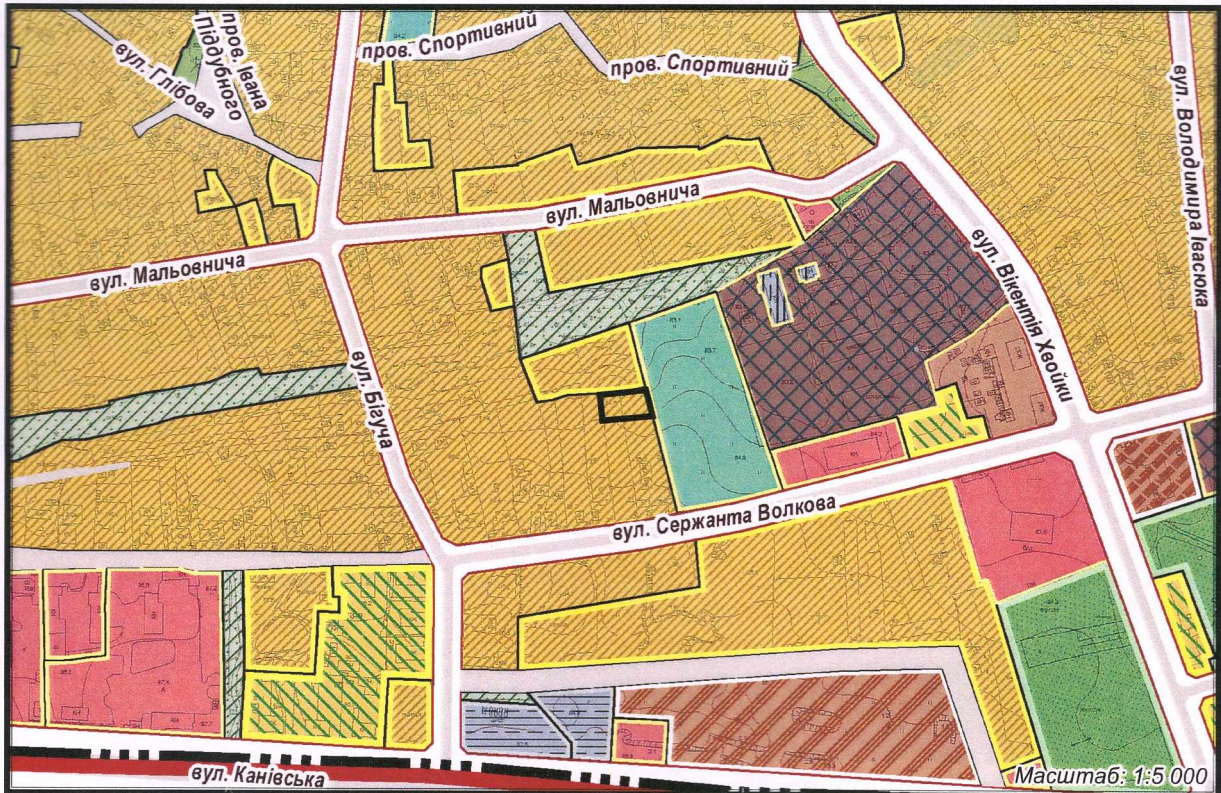 вул. Глібова
пров. Івана
Піддубного
пров. Спортивний
пров. Спортивний
вул. Володимира Івасюка
вул. Мальовнича
вул. Мальовнича
вул. Вікентія Хвойки
вул. Бігуча
вул. Сержанта Волкова
вул. Канівська
Масштаб: 1:5 000